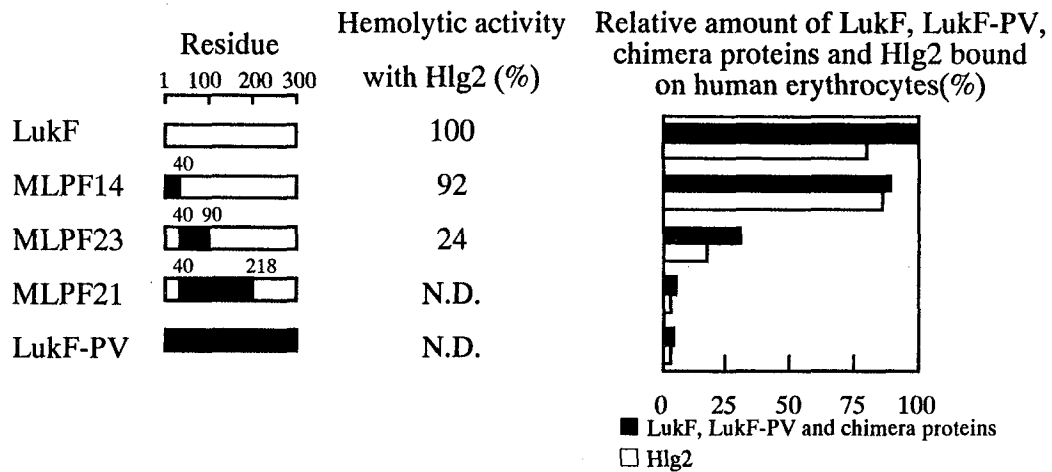 Residue
1 100 200 300
Hemolytic activity
with Hlg2 (%)
Relative amount of LukF, LukF-PV,
chimera proteins and Hlg2 bound
on human erythrocytes(%)
LukF
100
40
MLPF14
92
40 90
MLPF23
24
40 218
MLPF21
N.D.
LukF-PV
N.D.
0 25 50 75 100
LukF, LukF-PV and chimera proteins
Hlg2